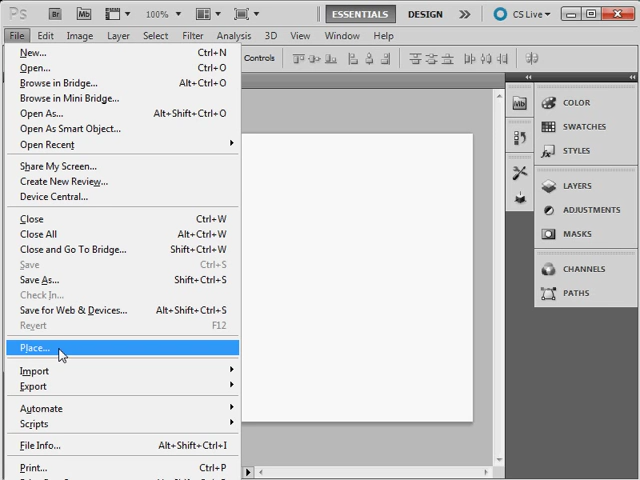 Ps Br Mb 100% ESSENTIALS DESIGN CS Live
File Edit Image Layer Select Filter Analysis 3D View Window Help
Controls
New... Ctrl+N
Open... Ctrl+O
Browse in Bridge... Alt+Ctrl+O
Browse in Mini Bridge...
Open As... Alt+Shift+Ctrl+O
Open As Smart Object...
Open Recent
Share My Screen...
Create New Review...
Device Central...
Close Ctrl+W
Close All Alt+Ctrl+W
Close and Go To Bridge... Shift+Ctrl+W
Save Ctrl+S
Save As... Shift+Ctrl+S
Check In...
Save for Web & Devices... Alt+Shift+Ctrl+S
Revert F12
Place...
Import
Export
Automate
Scripts
File Info... Alt+Shift+Ctrl+I
Print... Ctrl+P
Mb
COLOR
SWATCHES
STYLES
LAYERS
ADJUSTMENTS
MASKS
CHANNELS
PATHS